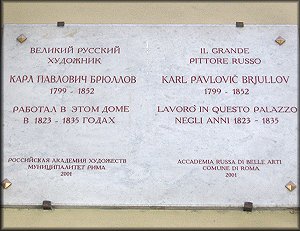 ВЕЛИКИЙ РУССКИЙ
ХУДОЖНИК
КАРЛ ПАВЛОВИЧ БРЮЛЛОВ
1799 - 1852
РАБОТАЛ В ЭТОМ ДОМЕ
В 1823 - 1835 ГОДАХ
РОССИЙСКАЯ АКАДЕМИЯ ХУДОЖЕСТВ
МУНИЦИПАЛИТЕТ РИМА
2001
IL GRANDE
PITTORE RUSSO
KARL PAVLOVIČ BRJULLOV
1799 - 1852
LAVORÒ IN QUESTO PALAZZO
NEGLI ANNI 1823 - 1835
ACCADEMIA RUSSA DI BELLE ARTI
COMUNE DI ROMA
2001